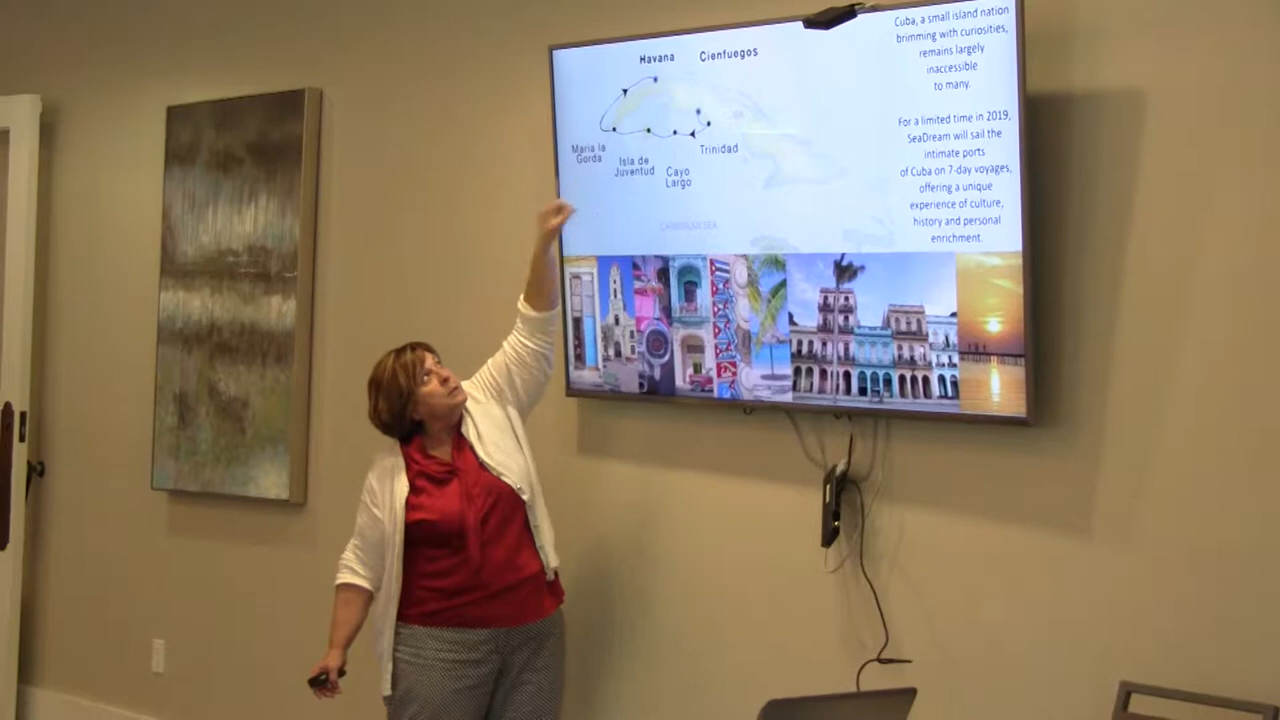 Havana Cienfuegos
Maria la
Gorda
Isla de
Juventud
Cayo
Largo
Trinidad
CARIBBEAN SEA
Cuba, a small island nation
brimming with curiosities,
remains largely
inaccessible
to many.
For a limited time in 2019,
SeaDream will sail the
intimate ports
of Cuba on 7-day voyages,
offering a unique
experience of culture,
history and personal
enrichment.